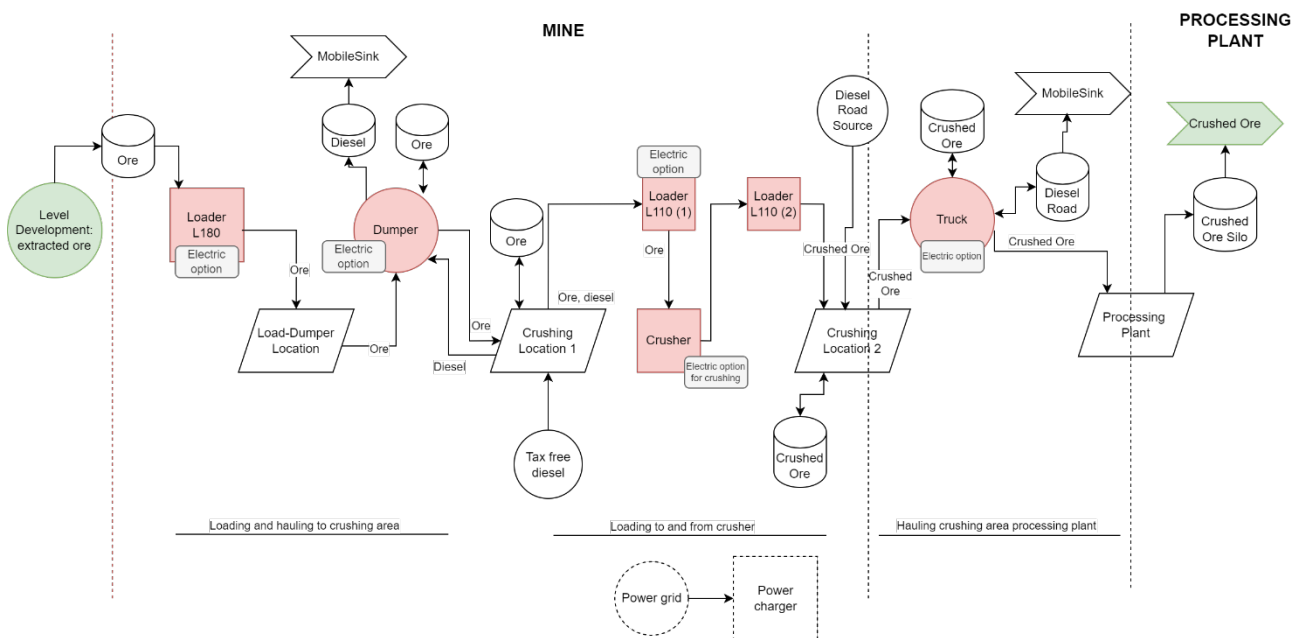 MINE
PROCESSING
PLANT
MobileSink
Diesel
Ore
Ore
Level
Development:
extracted ore
Loader
L180
Electric
option
Ore
Load-Dumper
Location
Ore
Dumper
Electric
option
Ore
Diesel
Ore
Crushing
Location 1
Tax free
diesel
Ore, diesel
Electric
option
Loader
L110 (1)
Ore
Crusher
Electric option
for crushing
Loader
L110 (2)
Crushed Ore
Diesel
Road
Source
Crushing
Location 2
Crushed
Ore
Crushed
Ore
Crushed
Ore
Truck
Electric option
MobileSink
Diesel
Road
Crushed Ore
Processing
Plant
Crushed Ore
Crushed
Ore Silo
Loading and hauling to crushing area
Loading to and from crusher
Hauling crushing area processing plant
Power grid
Power
charger